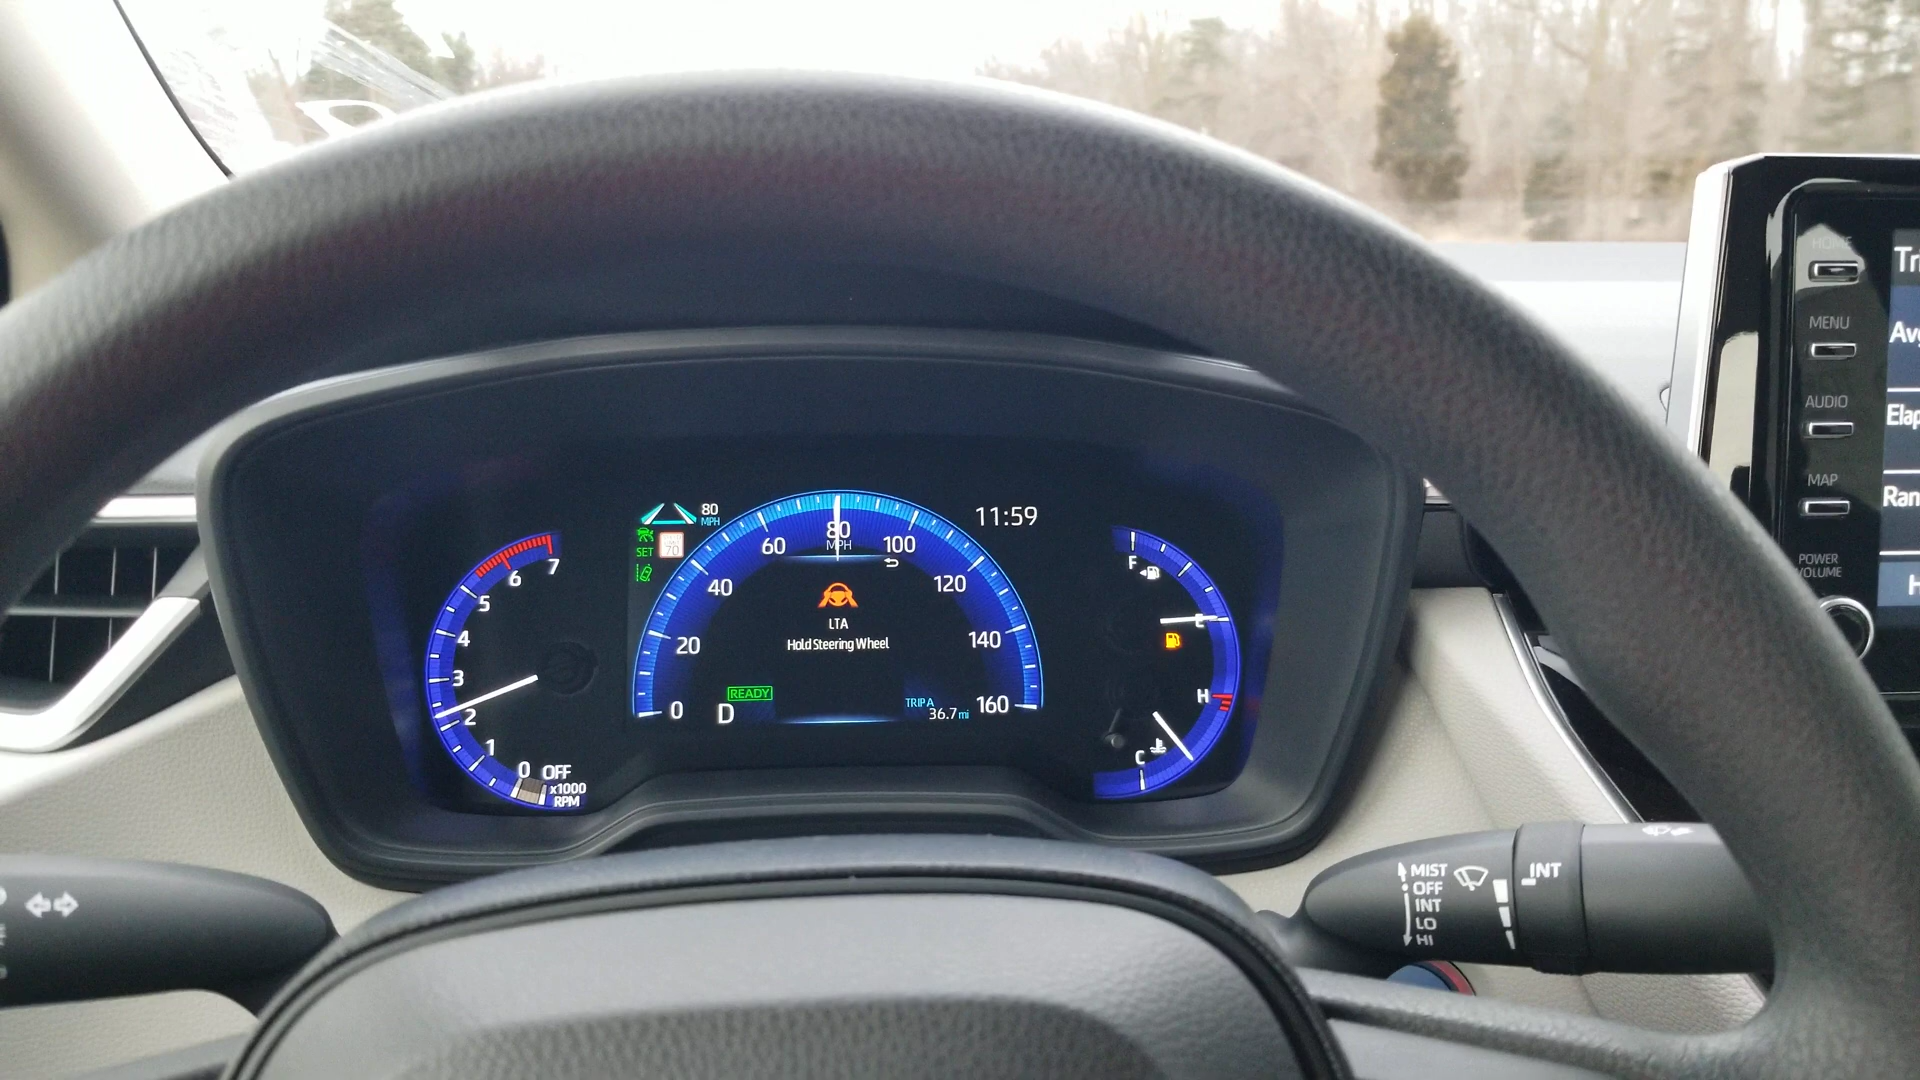 7
6
5
4
3
2
1
0 OFF
x1000
RPM
80
MPH
SET
70
0
20
40
60
80
MPH
100
120
140
160
LTA
Hold Steering Wheel
READY
D
TRIP A
36.7 mi
11:59
F
E
H
C
HOME
MENU
AUDIO
MAP
POWER
VOLUME
MIST
OFF
INT
LO
HI
INT